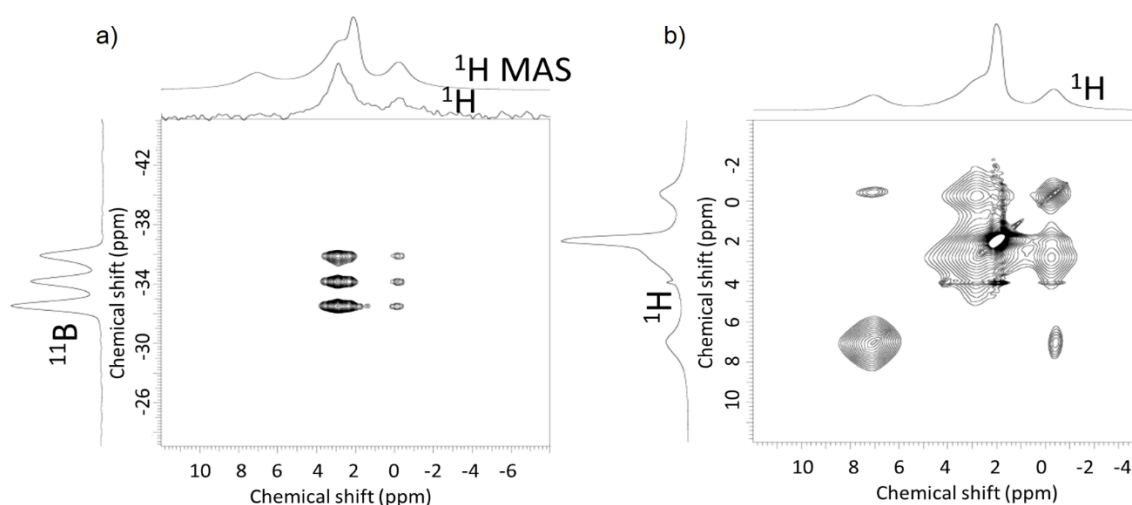 a)
¹H MAS
¹H
-42
-38
-34
-30
-26
Chemical shift (ppm)
¹¹B
10 8 6 4 2 0 -2 -4 -6
Chemical shift (ppm)
b)
¹H
-2
0
2
4
6
8
10
Chemical shift (ppm)
¹H
10 8 6 4 2 0 -2 -4
Chemical shift (ppm)